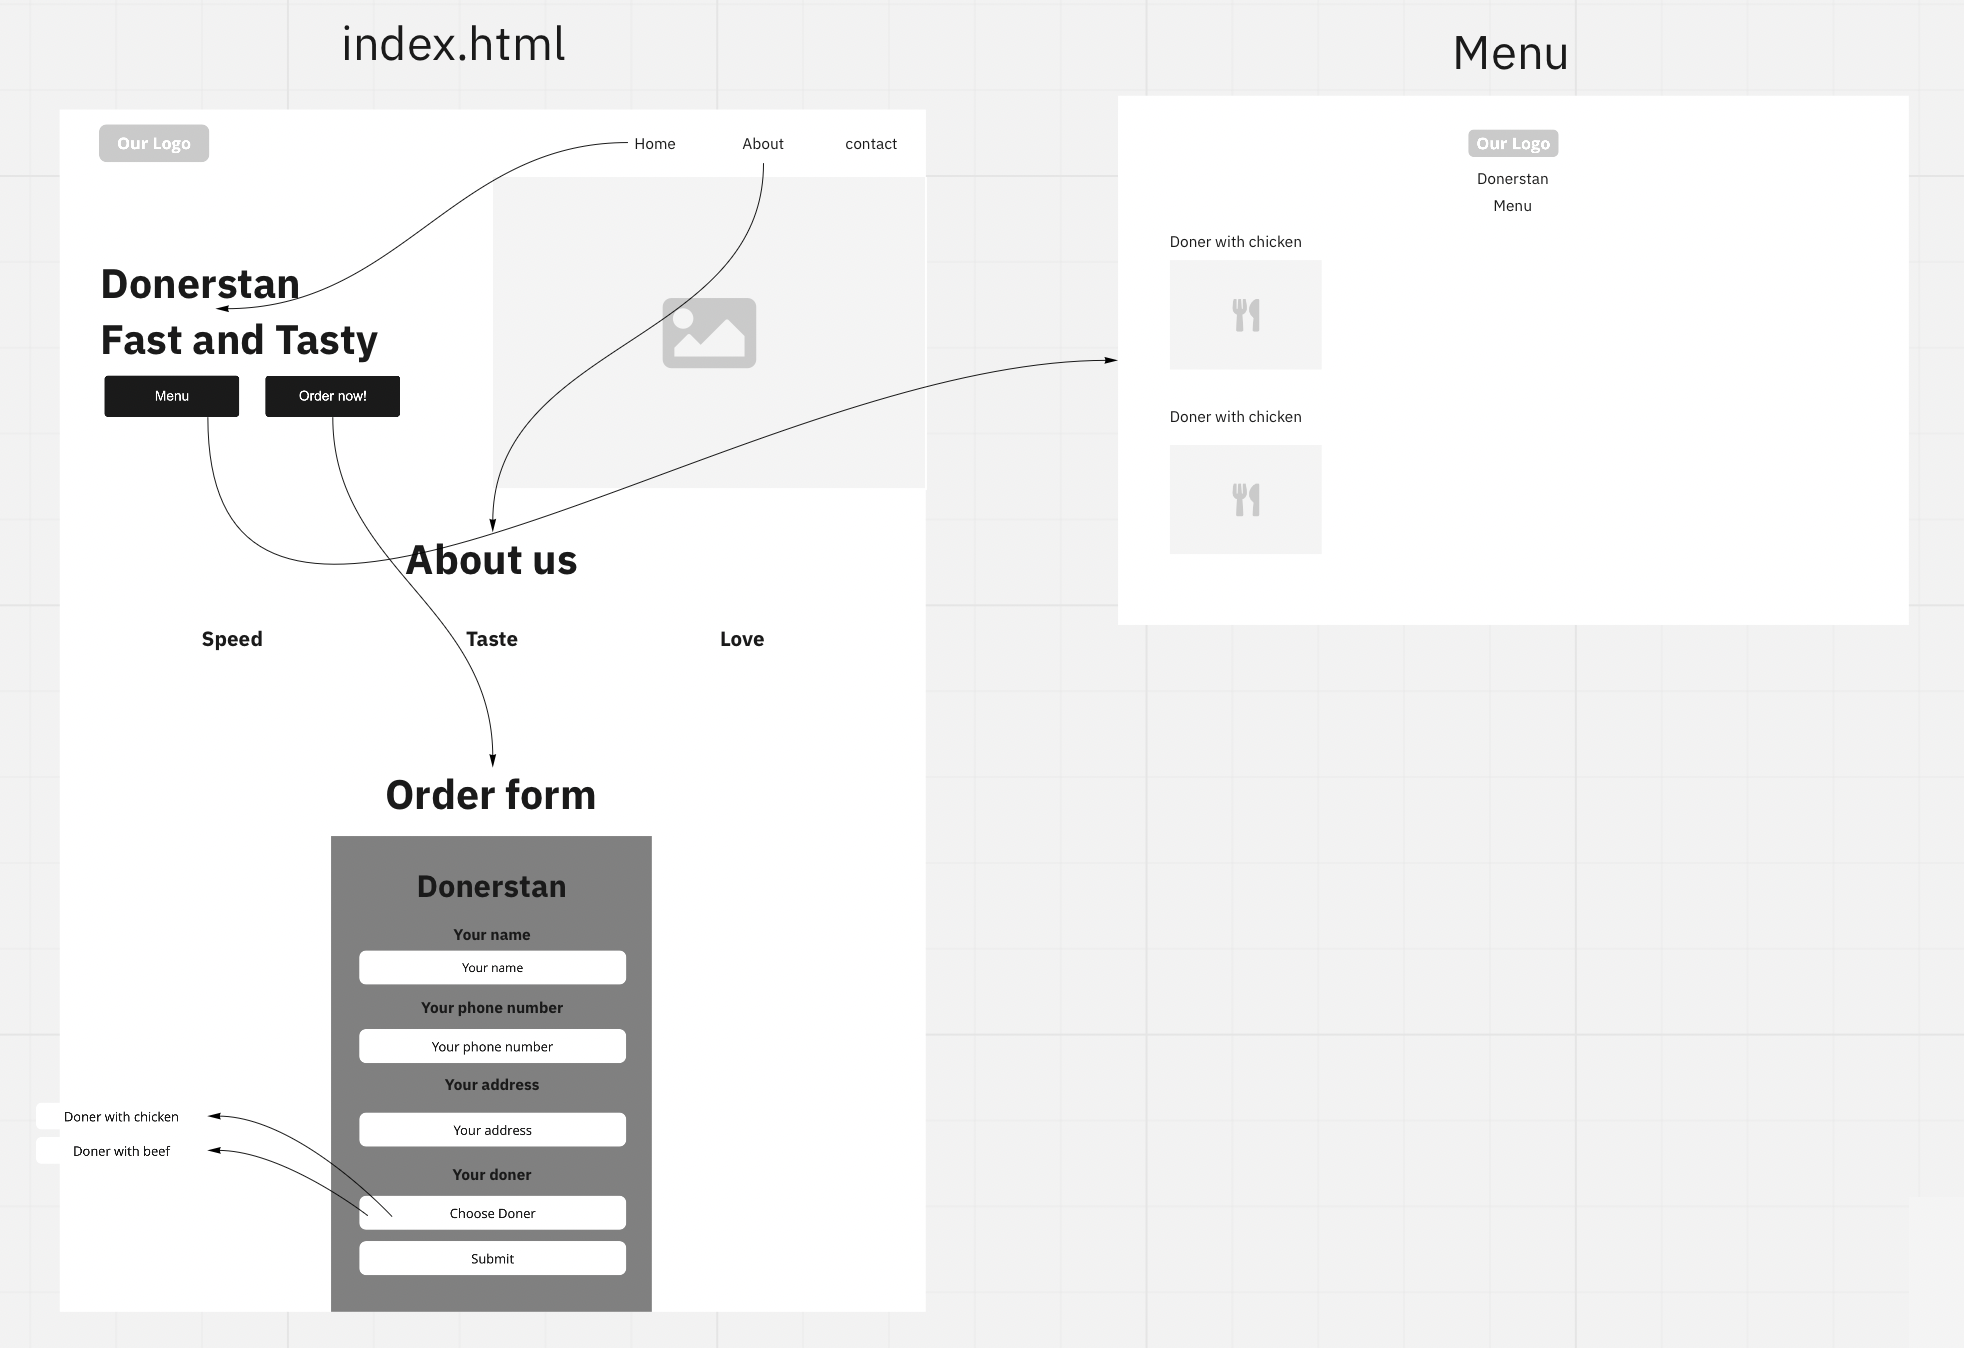 index.html
Our Logo
Home
About
contact
Donerstan
Fast and Tasty
Menu
Order now!
About us
Speed
Taste
Love
Order form
Donerstan
Your name
Your name
Your phone number
Your phone number
Your address
Your address
Your doner
Choose Doner
Submit
Doner with chicken
Doner with beef
Menu
Our Logo
Donerstan
Menu
Doner with chicken
Doner with chicken